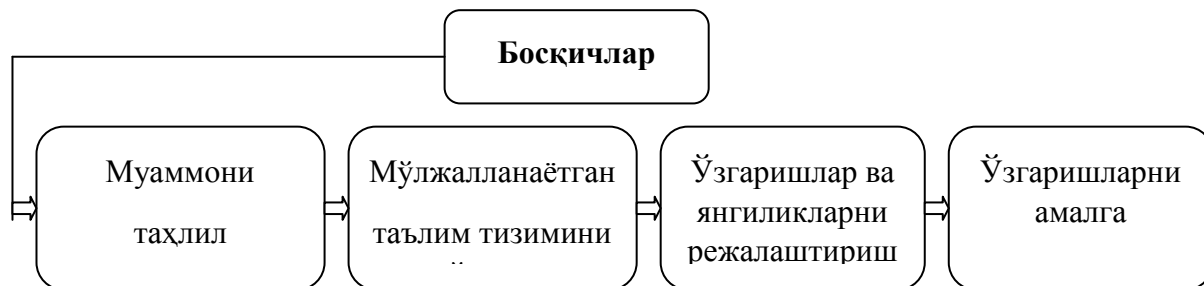 Босқичлар
Муаммони
таҳлил
Мўлжалланаётган
таълим тизимини
Ўзгаришлар ва
янгиликларни
режалаштириш
Ўзгаришларни
амалга